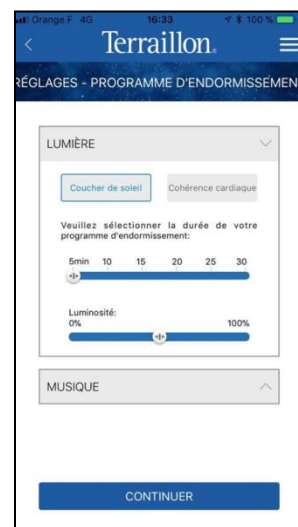 Orange F 4G 16:33 100 %
Terraillon.
RÉGLAGES - PROGRAMME D'ENDORMISSEMEN
LUMIÈRE
Coucher de soleil Cohérence cardiaque
Veuillez sélectionner la durée de votre
programme d'endormissement:
5min 10 15 20 25 30
Luminosité:
0% 100%
MUSIQUE
CONTINUER